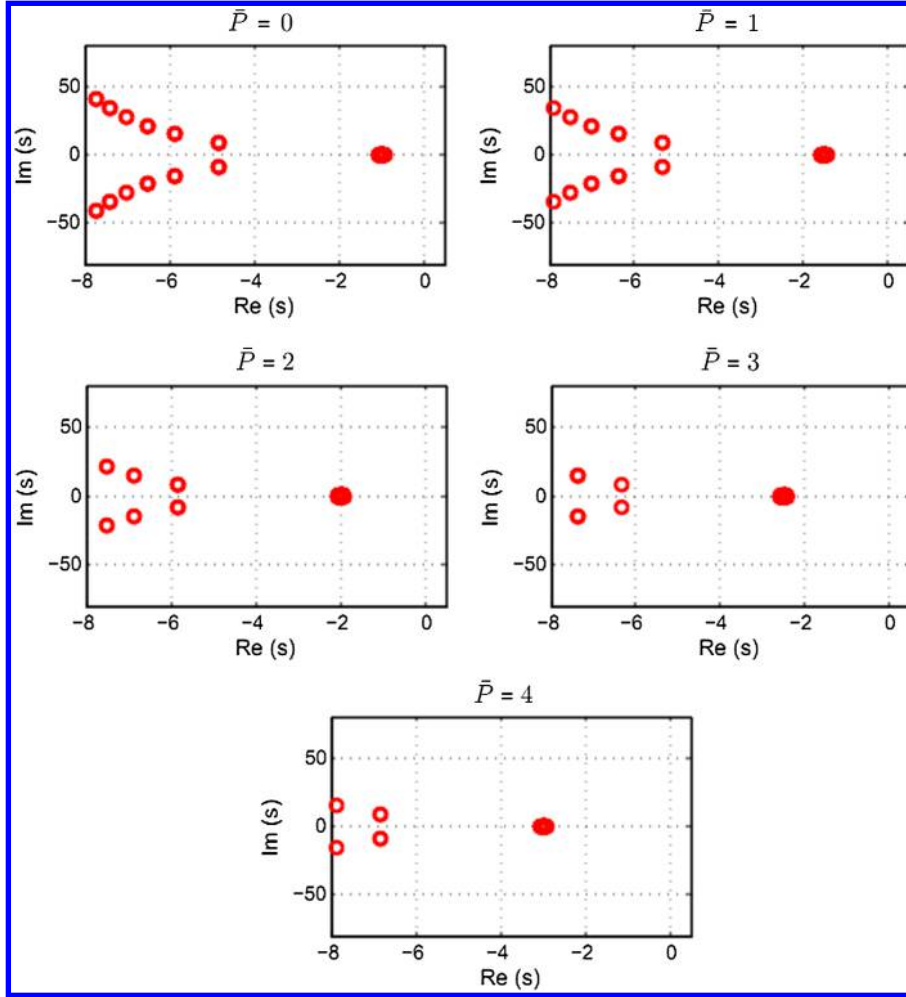 P̄ = 0
50
0
−50
Im (s)
−8 −6 −4 −2 0
Re (s)
P̄ = 1
50
0
−50
Im (s)
−8 −6 −4 −2 0
Re (s)
P̄ = 2
50
0
−50
Im (s)
−8 −6 −4 −2 0
Re (s)
P̄ = 3
50
0
−50
Im (s)
−8 −6 −4 −2 0
Re (s)
P̄ = 4
50
0
−50
Im (s)
−8 −6 −4 −2 0
Re (s)